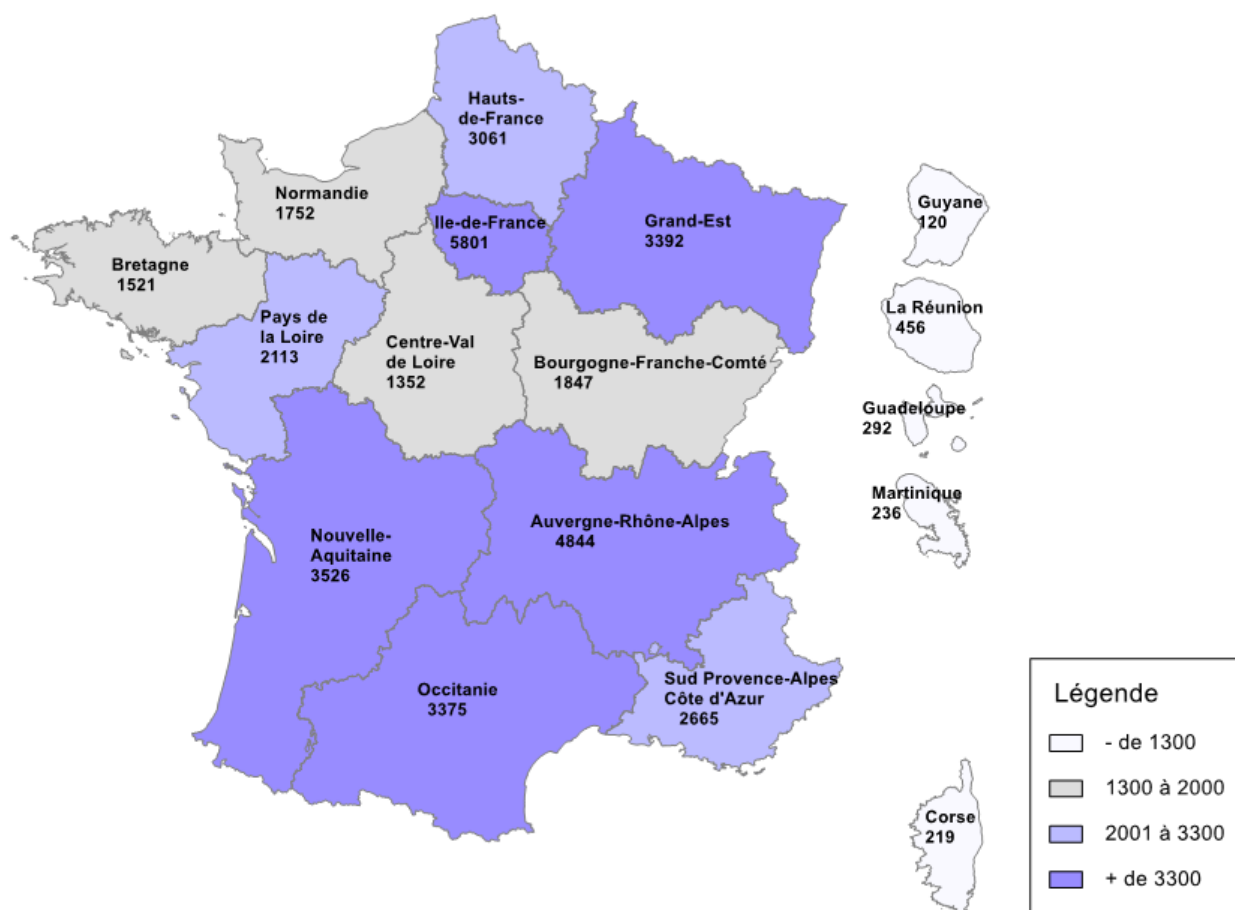 Hauts-
de-France
3061
Normandie
1752
Ile-de-France
5801
Grand-Est
3392
Guyane
120
Bretagne
1521
La Réunion
456
Pays de
la Loire
2113
Centre-Val
de Loire
1352
Bourgogne-Franche-Comté
1847
Guadeloupe
292
Martinique
236
Auvergne-Rhône-Alpes
4844
Nouvelle-
Aquitaine
3526
Occitanie
3375
Sud Provence-Alpes
Côte d'Azur
2665
Corse
219
Légende
- de 1300
1300 à 2000
2001 à 3300
+ de 3300